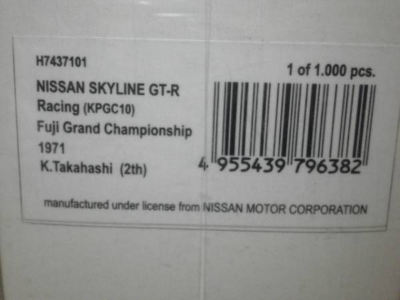 H7437101
1 of 1.000 pcs.
NISSAN SKYLINE GT-R
Racing (KPGC10)
Fuji Grand Championship
1971
K.Takahashi (2th)
4 955439 796382
manufactured under license from NISSAN MOTOR CORPORATION